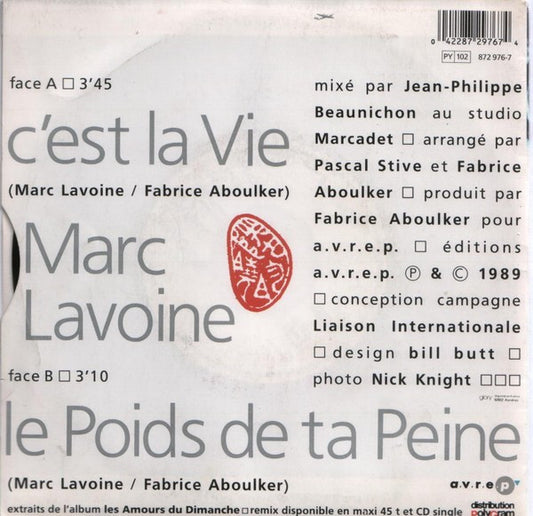 0 42287 29767 4
PY 102 872 976-7
face A □ 3'45
c'est la Vie
(Marc Lavoine / Fabrice Aboulker)
Marc
Lavoine
mixé par Jean-Philippe
Beaunichon au studio
Marcadet □ arrangé par
Pascal Stive et Fabrice
Aboulker □ produit par
Fabrice Aboulker pour
a.v.r.e.p. □ éditions
a.v.r.e.p. Ⓟ & © 1989
□ conception campagne
Liaison Internationale
□ design bill butt □
photo Nick Knight □□□
face B □ 3'10
le Poids de ta Peine
(Marc Lavoine / Fabrice Aboulker)
a.v.r.e p
extraits de l'album les Amours du Dimanche □ remix disponible en maxi 45 t et CD single
distribution
polygram